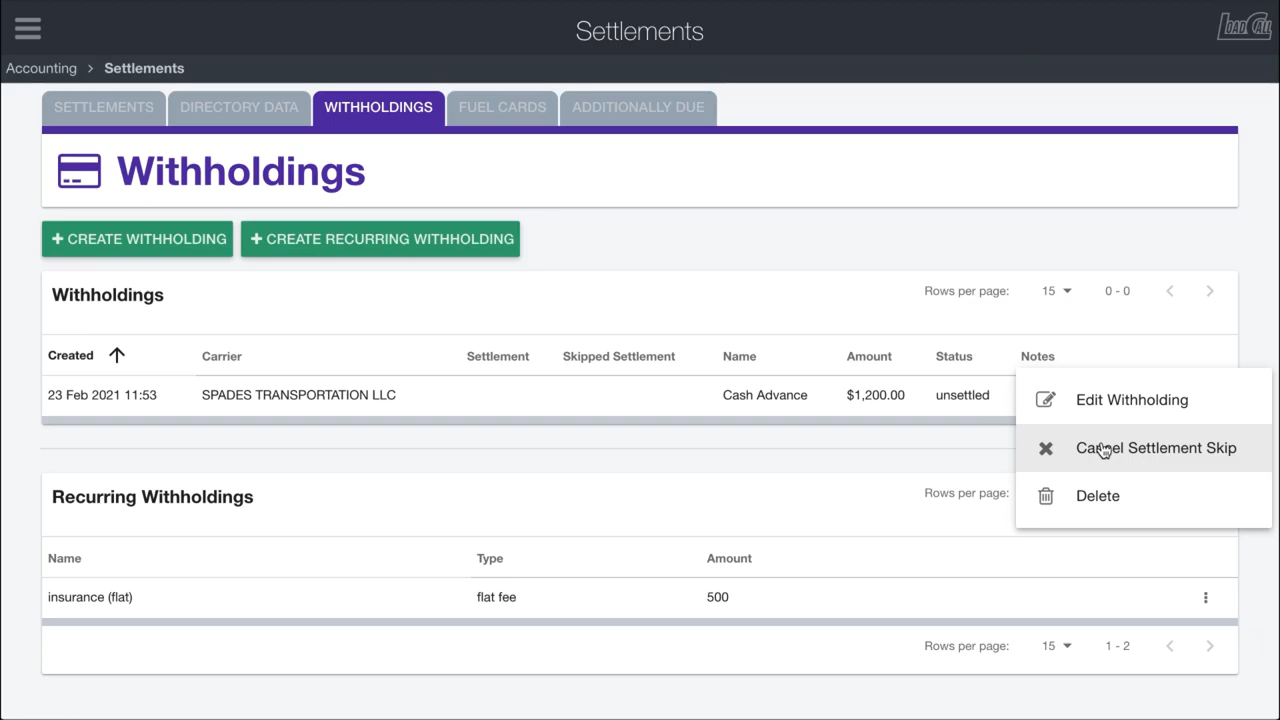 Settlements
LOAD CALL
Accounting > Settlements
SETTLEMENTS DIRECTORY DATA WITHHOLDINGS FUEL CARDS ADDITIONALLY DUE
Withholdings
+ CREATE WITHHOLDING + CREATE RECURRING WITHHOLDING
Withholdings Rows per page: 15 0 - 0
Created Carrier Settlement Skipped Settlement Name Amount Status Notes
23 Feb 2021 11:53 SPADES TRANSPORTATION LLC Cash Advance $1,200.00 unsettled
Edit Withholding
Cancel Settlement Skip
Delete
Recurring Withholdings Rows per page:
Name Type Amount
insurance (flat) flat fee 500
Rows per page: 15 1 - 2